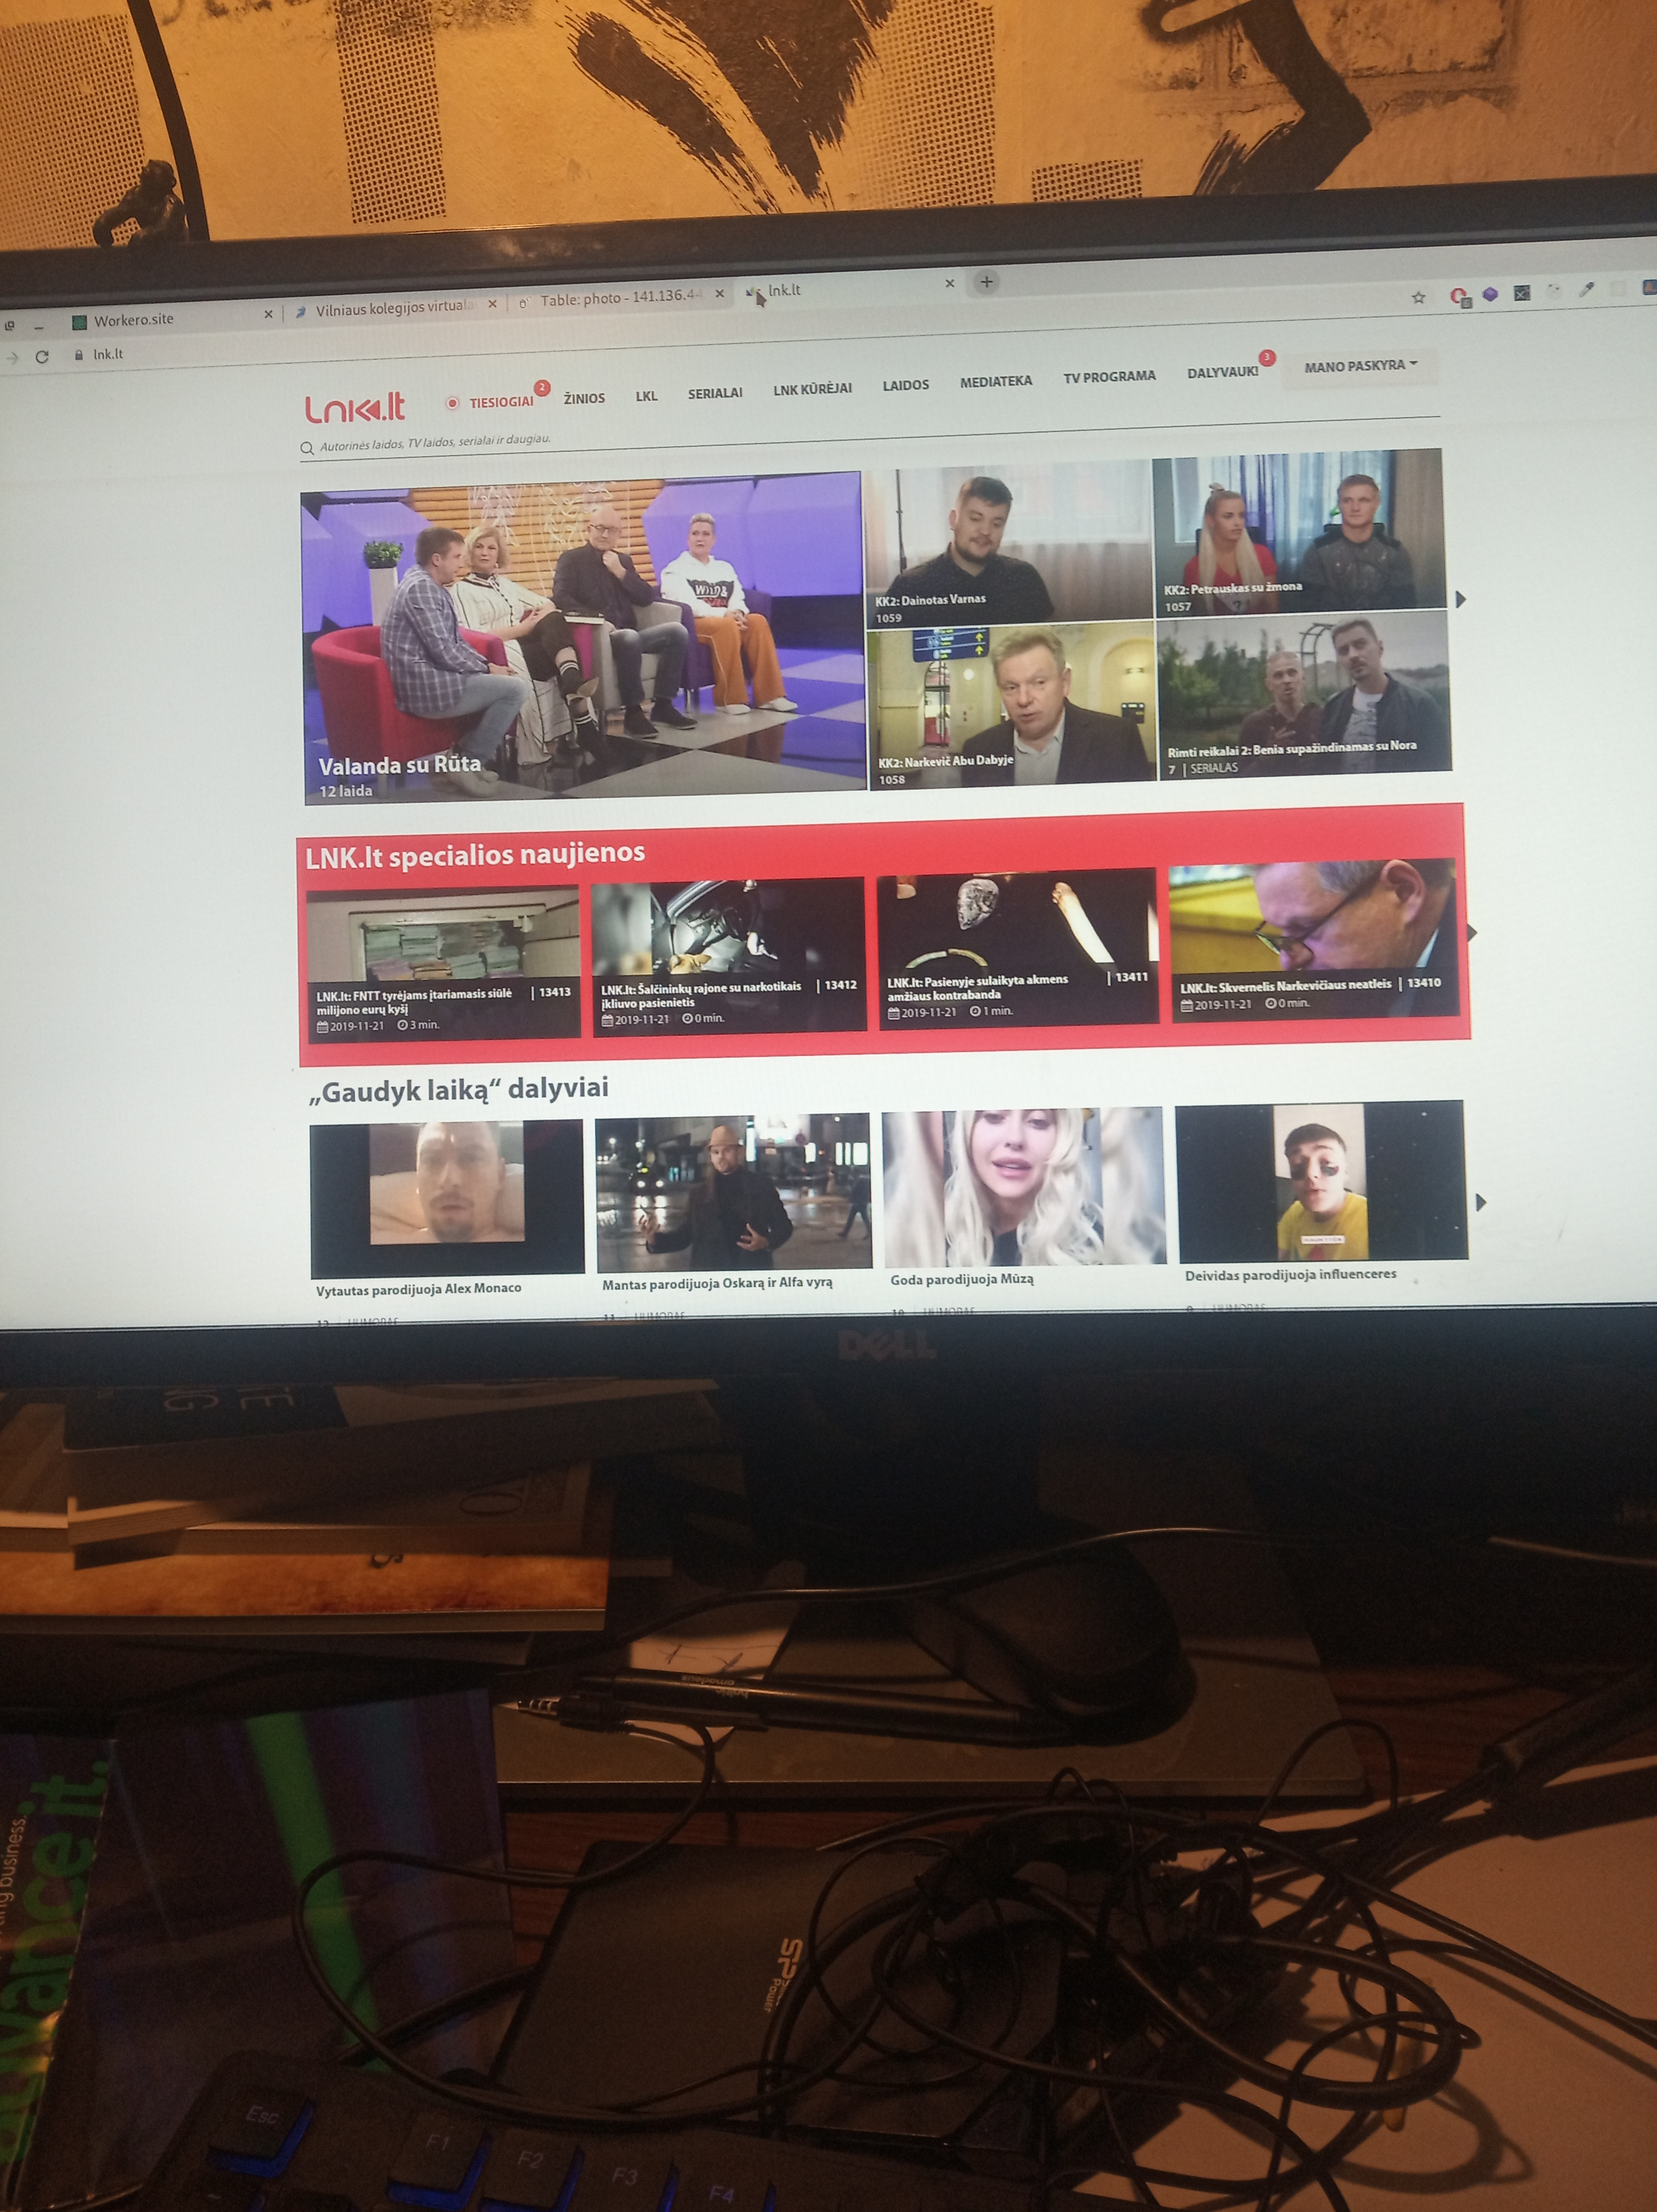 Workero.site
Vilniaus kolegijos virtuala
Table: photo - 141.136.4
lnk.lt
lnk.lt
Lnk.lt
TIESIOGIAI
2
ŽINIOS
LKL
SERIALAI
LNK KŪRĖJAI
LAIDOS
MEDIATEKA
TV PROGRAMA
DALYVAUK!
3
MANO PASKYRA
Autorinės laidos, TV laidos, serialai ir daugiau.
Valanda su Rūta
12 laida
KK2: Dainotas Varnas
1059
KK2: Petrauskas su žmona
1057
KK2: Narkevič Abu Dabyje
1058
Rimti reikalai 2: Benia supažindinamas su Nora
7 | SERIALAS
LNK.lt specialios naujienos
LNK.lt: FNTT tyrėjams įtariamasis siūlė | 13413
milijono eurų kyšį
2019-11-21 3 min.
LNK.lt: Šalčininkų rajone su narkotikais | 13412
įkliuvo pasienietis
2019-11-21 0 min.
LNK.lt: Pasienyje sulaikyta akmens | 13411
amžiaus kontrabanda
2019-11-21 1 min.
LNK.lt: Skvernelis Narkevičiaus neatleis | 13410
2019-11-21 0 min.
„Gaudyk laiką“ dalyviai
Vytautas parodijuoja Alex Monaco
Mantas parodijuoja Oskarą ir Alfa vyrą
Goda parodijuoja Mūzą
Deividas parodijuoja influenceres
DELL
SP
Power
advance it.
business.
Esc
F1
F2
F3
F4